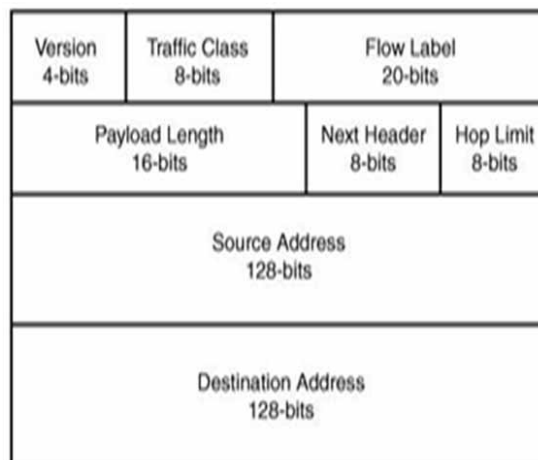 Version
4-bits
Traffic Class
8-bits
Flow Label
20-bits
Payload Length
16-bits
Next Header
8-bits
Hop Limit
8-bits
Source Address
128-bits
Destination Address
128-bits